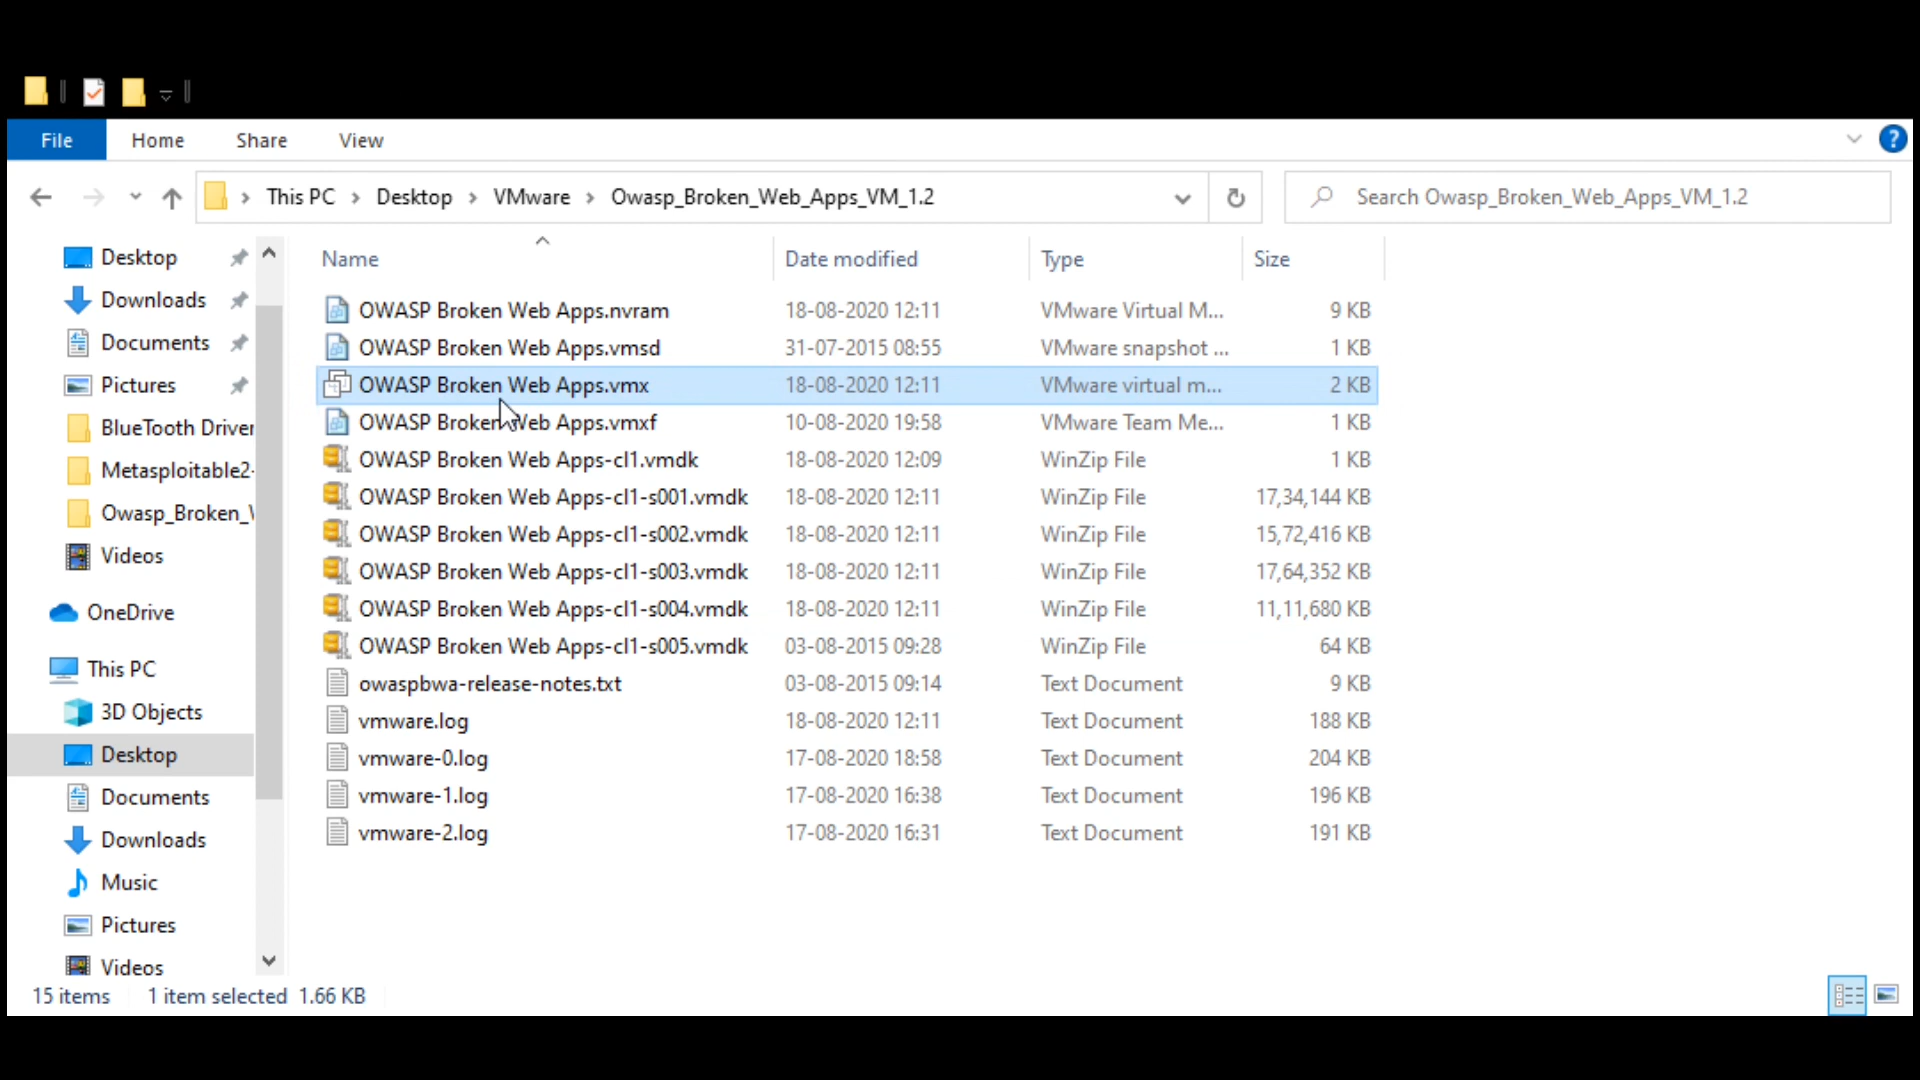 File Home Share View ?
This PC > Desktop > VMware > Owasp_Broken_Web_Apps_VM_1.2 Search Owasp_Broken_Web_Apps_VM_1.2
Desktop
Downloads
Documents
Pictures
BlueTooth Driver
Metasploitable2-
Owasp_Broken_
Videos
OneDrive
This PC
3D Objects
Desktop
Documents
Downloads
Music
Pictures
Videos
Name Date modified Type Size
OWASP Broken Web Apps.nvram 18-08-2020 12:11 VMware Virtual M... 9 KB
OWASP Broken Web Apps.vmsd 31-07-2015 08:55 VMware snapshot ... 1 KB
OWASP Broken Web Apps.vmx 18-08-2020 12:11 VMware virtual m... 2 KB
OWASP Broken Web Apps.vmxf 10-08-2020 19:58 VMware Team Me... 1 KB
OWASP Broken Web Apps-cl1.vmdk 18-08-2020 12:09 WinZip File 1 KB
OWASP Broken Web Apps-cl1-s001.vmdk 18-08-2020 12:11 WinZip File 17,34,144 KB
OWASP Broken Web Apps-cl1-s002.vmdk 18-08-2020 12:11 WinZip File 15,72,416 KB
OWASP Broken Web Apps-cl1-s003.vmdk 18-08-2020 12:11 WinZip File 17,64,352 KB
OWASP Broken Web Apps-cl1-s004.vmdk 18-08-2020 12:11 WinZip File 11,11,680 KB
OWASP Broken Web Apps-cl1-s005.vmdk 03-08-2015 09:28 WinZip File 64 KB
owaspbwa-release-notes.txt 03-08-2015 09:14 Text Document 9 KB
vmware.log 18-08-2020 12:11 Text Document 188 KB
vmware-0.log 17-08-2020 18:58 Text Document 204 KB
vmware-1.log 17-08-2020 16:38 Text Document 196 KB
vmware-2.log 17-08-2020 16:31 Text Document 191 KB
15 items 1 item selected 1.66 KB